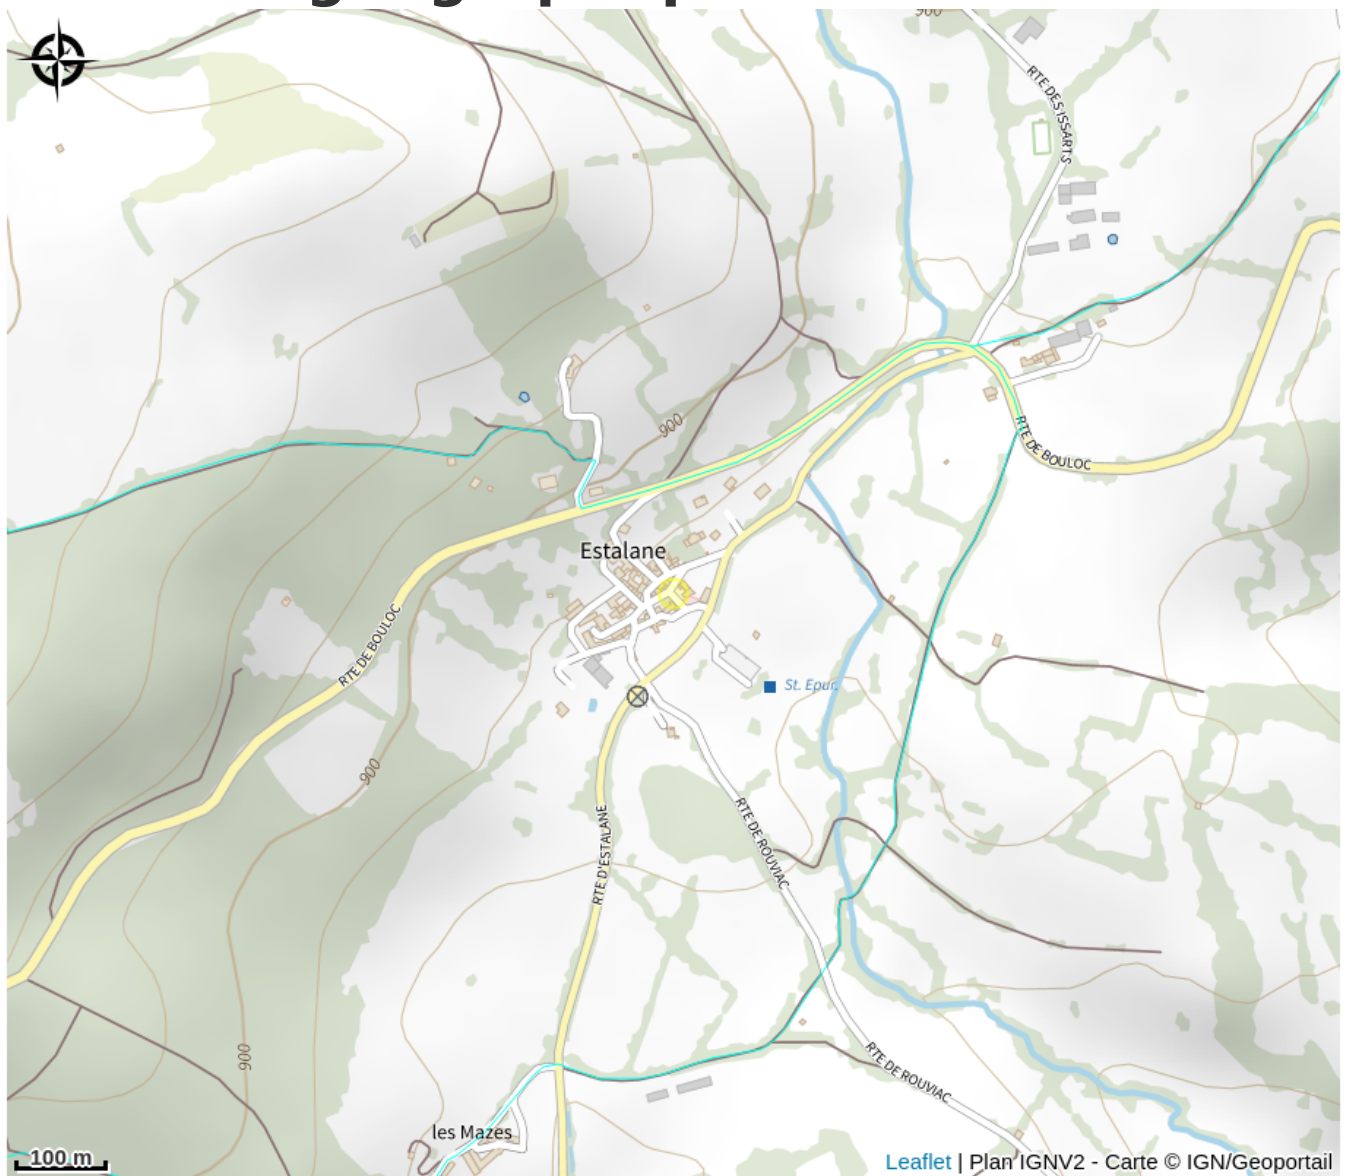 900
RTE DES ISSARTS
900
RTE DE BOULOC
Estalane
RTE DE BOULOC
St. Epur.
900
RTE D'ESTALANE
RTE DE ROUVIAC
900
RTE DE ROUVIAC
les Mazes
100 m
Leaflet | Plan IGNV2 - Carte © IGN/Geoportail